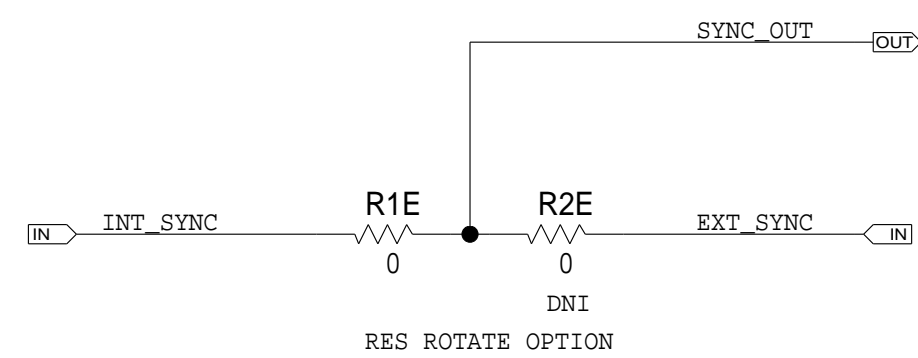 SYNC_OUT
OUT
R1E
R2E
IN
INT_SYNC
EXT_SYNC
IN
0
0
DNI
RES ROTATE OPTION